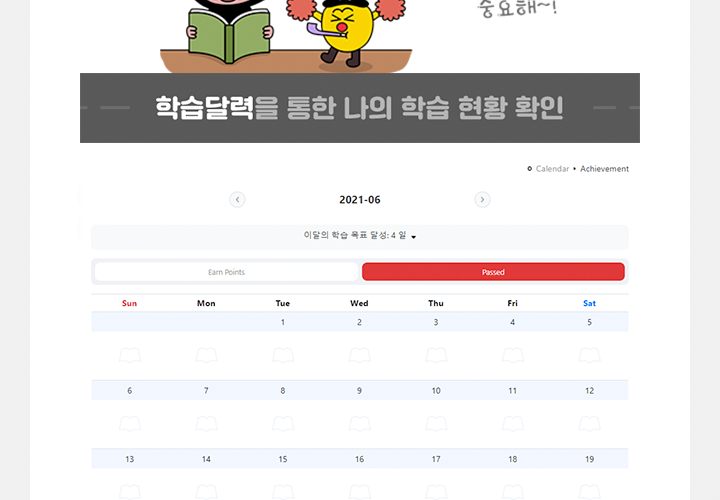 중요해~!
학습달력을 통한 나의 학습 현황 확인
Calendar • Achievement
2021-06
이달의 학습 목표 달성: 4 일
Earn Points Passed
Sun Mon Tue Wed Thu Fri Sat
1 2 3 4 5
6 7 8 9 10 11 12
13 14 15 16 17 18 19